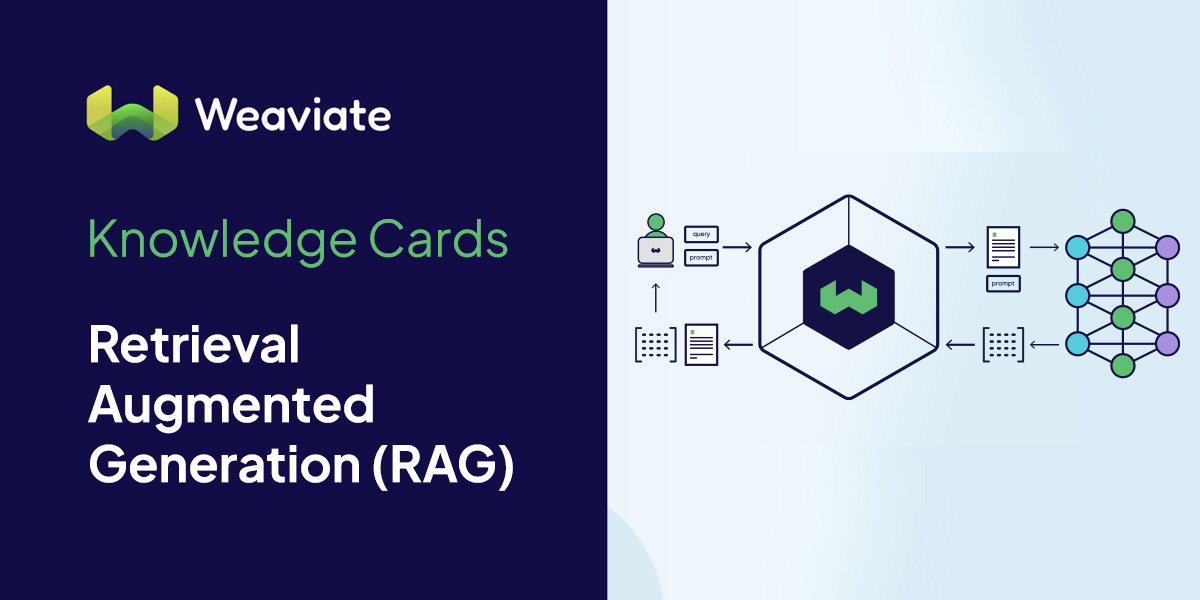 Weaviate
Knowledge Cards
Retrieval
Augmented
Generation (RAG)
query
prompt
prompt